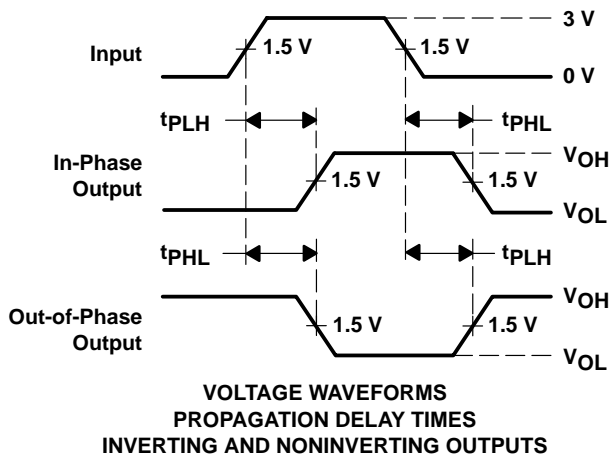 3 V
Input
1.5 V
1.5 V
0 V
tPLH
tPHL
In-Phase
Output
1.5 V
1.5 V
VOH
VOL
tPHL
tPLH
Out-of-Phase
Output
1.5 V
1.5 V
VOH
VOL
VOLTAGE WAVEFORMS
PROPAGATION DELAY TIMES
INVERTING AND NONINVERTING OUTPUTS